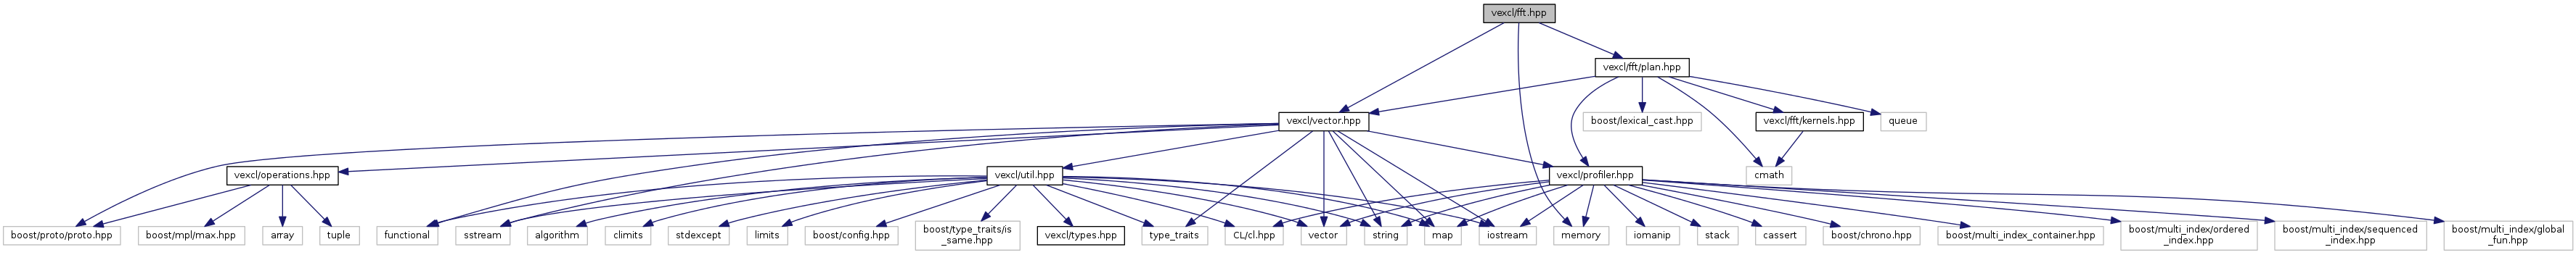 vexcl/fft.hpp
vexcl/fft/plan.hpp
vexcl/vector.hpp
boost/lexical_cast.hpp
vexcl/fft/kernels.hpp
queue
vexcl/operations.hpp
vexcl/util.hpp
vexcl/profiler.hpp
cmath
boost/proto/proto.hpp
boost/mpl/max.hpp
array
tuple
functional
sstream
algorithm
climits
stdexcept
limits
boost/config.hpp
boost/type_traits/is
_same.hpp
vexcl/types.hpp
type_traits
CL/cl.hpp
vector
string
map
iostream
memory
iomanip
stack
cassert
boost/chrono.hpp
boost/multi_index_container.hpp
boost/multi_index/ordered
_index.hpp
boost/multi_index/sequenced
_index.hpp
boost/multi_index/global
_fun.hpp